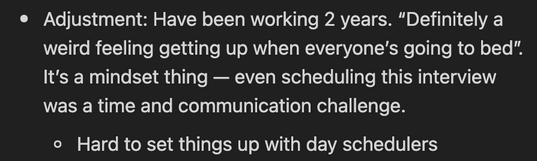 • Adjustment: Have been working 2 years. “Definitely a
weird feeling getting up when everyone’s going to bed”.
It’s a mindset thing — even scheduling this interview
was a time and communication challenge.
◦ Hard to set things up with day schedulers